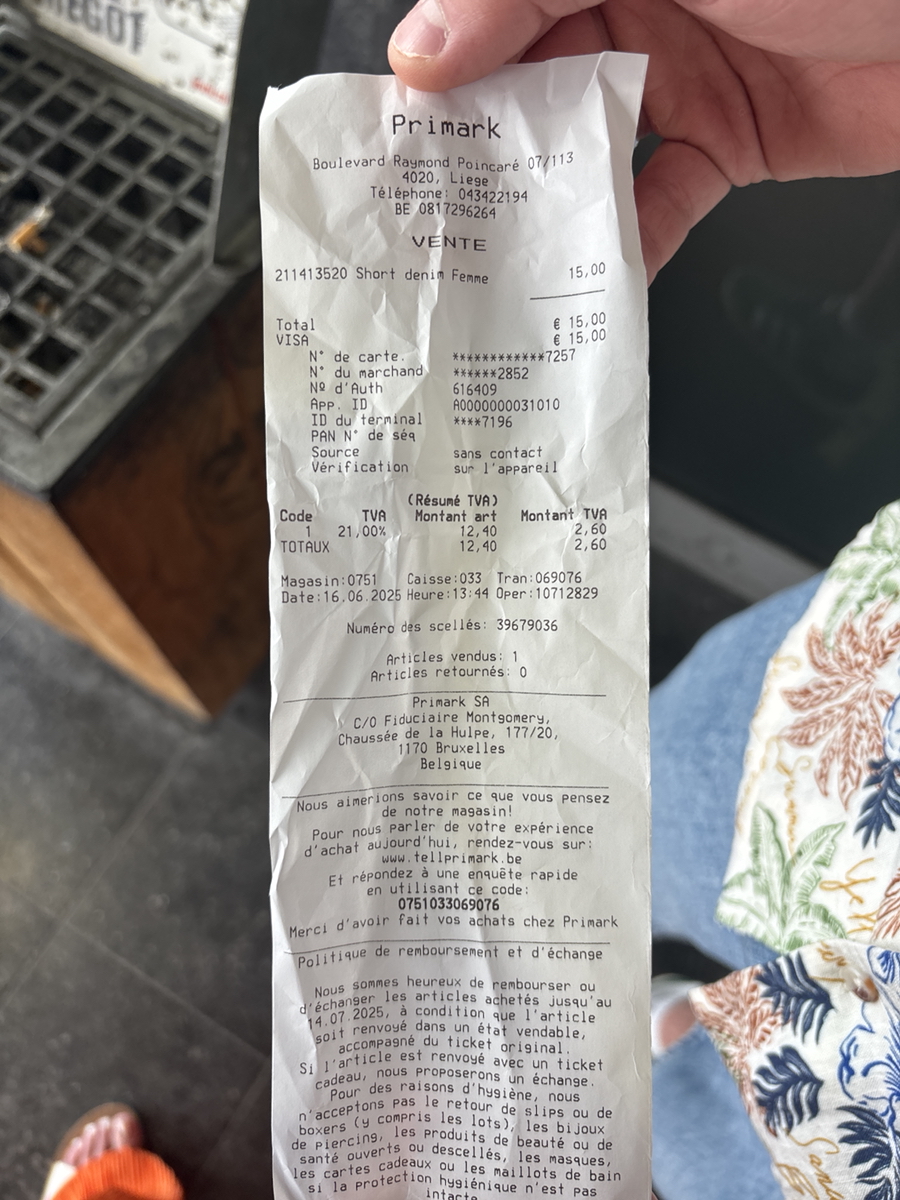 Primark
Boulevard Raymond Poincaré 07/113
4020, Liege
Téléphone: 043422194
BE 0817296264
VENTE
211413520 Short denim Femme 15,00
Total € 15,00
VISA € 15,00
N° de carte. ************7257
N° du marchand ******2852
Nº d'Auth 616409
App. ID A0000000031010
ID du terminal ****7196
PAN N° de séq
Source sans contact
Vérification sur l'appareil
(Résumé TVA)
Code TVA Montant art Montant TVA
1 21,00% 12,40 2,60
TOTAUX 12,40 2,60
Magasin:0751 Caisse:033 Tran:069076
Date:16.06.2025 Heure:13:44 Oper:10712829
Numéro des scellés: 39679036
Articles vendus: 1
Articles retournés: 0
Primark SA
C/O Fiduciaire Montgomery,
Chaussée de la Hulpe, 177/20,
1170 Bruxelles
Belgique
Nous aimerions savoir ce que vous pensez
de notre magasin!
Pour nous parler de votre expérience
d'achat aujourd'hui, rendez-vous sur:
www.tellprimark.be
Et répondez à une enquête rapide
en utilisant ce code:
0751033069076
Merci d'avoir fait vos achats chez Primark
Politique de remboursement et d'échange
Nous sommes heureux de rembourser ou
d'échanger les articles achetés jusqu'au
14.07.2025, à condition que l'article
soit renvoyé dans un état vendable,
accompagné du ticket original.
Si l'article est renvoyé avec un ticket
cadeau, nous proposerons un échange.
Pour des raisons d'hygiène, nous
n'acceptons pas le retour de slips ou de
boxers (y compris les lots), les bijoux
de piercing, les produits de beauté ou de
santé ouverts ou descellés, les masques,
les cartes cadeaux ou les maillots de bain
si la protection hygiénique n'est pas
intacte